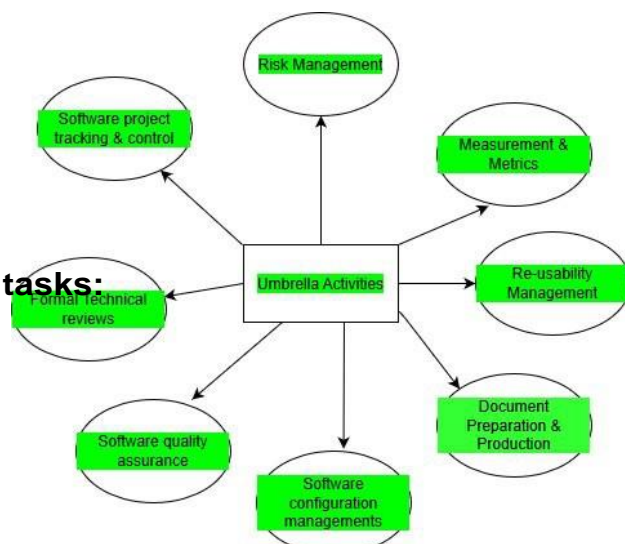 Risk Management
Software project
tracking & control
Measurement &
Metrics
tasks:
Umbrella Activities
Re-usability
Management
Formal Technical
reviews
Document
Preparation &
Production
Software quality
assurance
Software
configuration
managements